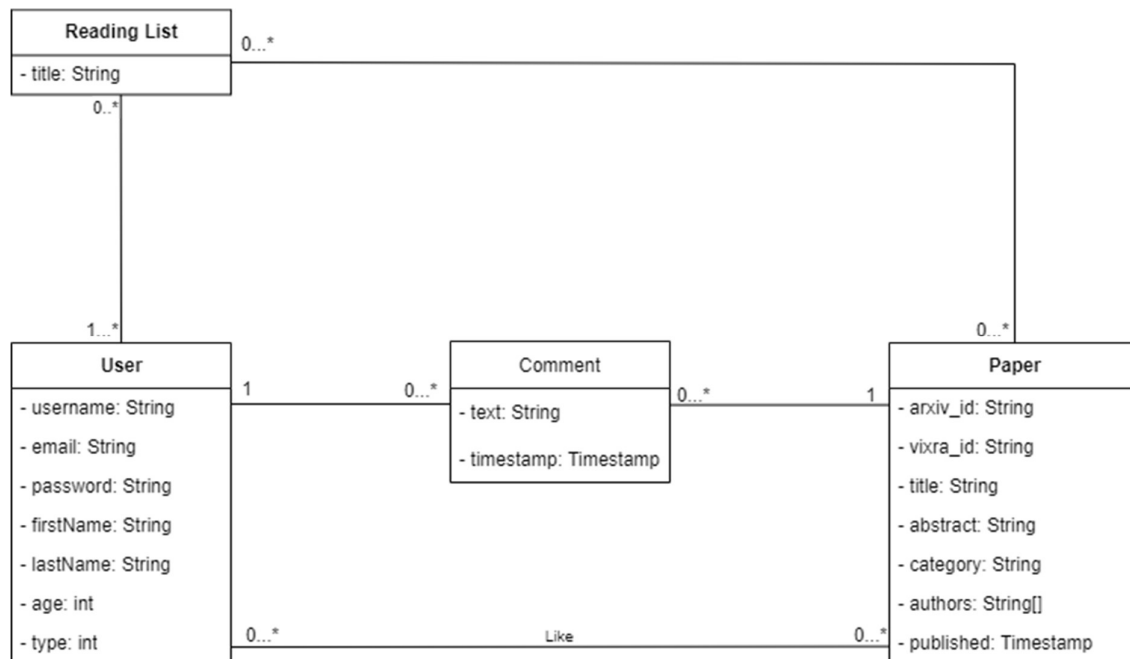 Reading List
- title: String
0...*
0..*
1...*
0...*
User
- username: String
- email: String
- password: String
- firstName: String
- lastName: String
- age: int
- type: int
1
0...*
Comment
- text: String
- timestamp: Timestamp
0...*
1
Paper
- arxiv_id: String
- vixra_id: String
- title: String
- abstract: String
- category: String
- authors: String[]
- published: Timestamp
0...*
Like
0...*